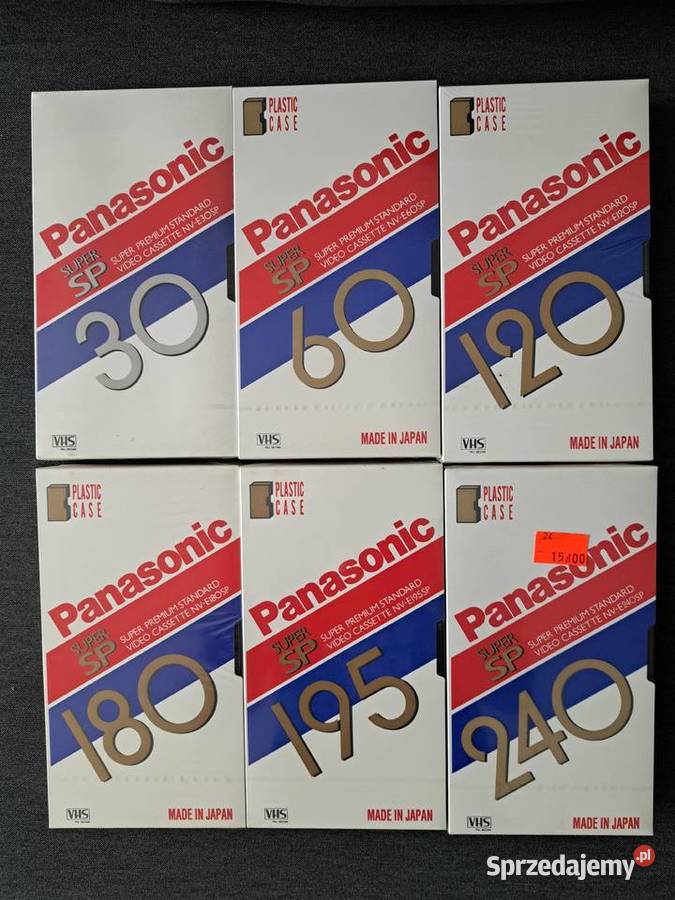 Panasonic
SUPER
SP
SUPER PREMIUM STANDARD
VIDEO CASSETTE NV-E30SP
30
VHS
PLASTIC
CASE
Panasonic
SUPER
SP
SUPER PREMIUM STANDARD
VIDEO CASSETTE NV-E60SP
60
VHS
MADE IN JAPAN
PLASTIC
CASE
Panasonic
SUPER
SP
SUPER PREMIUM STANDARD
VIDEO CASSETTE NV-E120SP
120
VHS
MADE IN JAPAN
PLASTIC
CASE
Panasonic
SUPER
SP
SUPER PREMIUM STANDARD
VIDEO CASSETTE NV-E180SP
180
VHS
MADE IN JAPAN
PLASTIC
CASE
Panasonic
SUPER
SP
SUPER PREMIUM STANDARD
VIDEO CASSETTE NV-E195SP
195
VHS
MADE IN JAPAN
PLASTIC
CASE
26
15.00
Panasonic
SUPER
SP
SUPER PREMIUM STANDARD
VIDEO CASSETTE NV-E240SP
240
VHS
MADE IN JAPAN
Sprzedajemy.pl